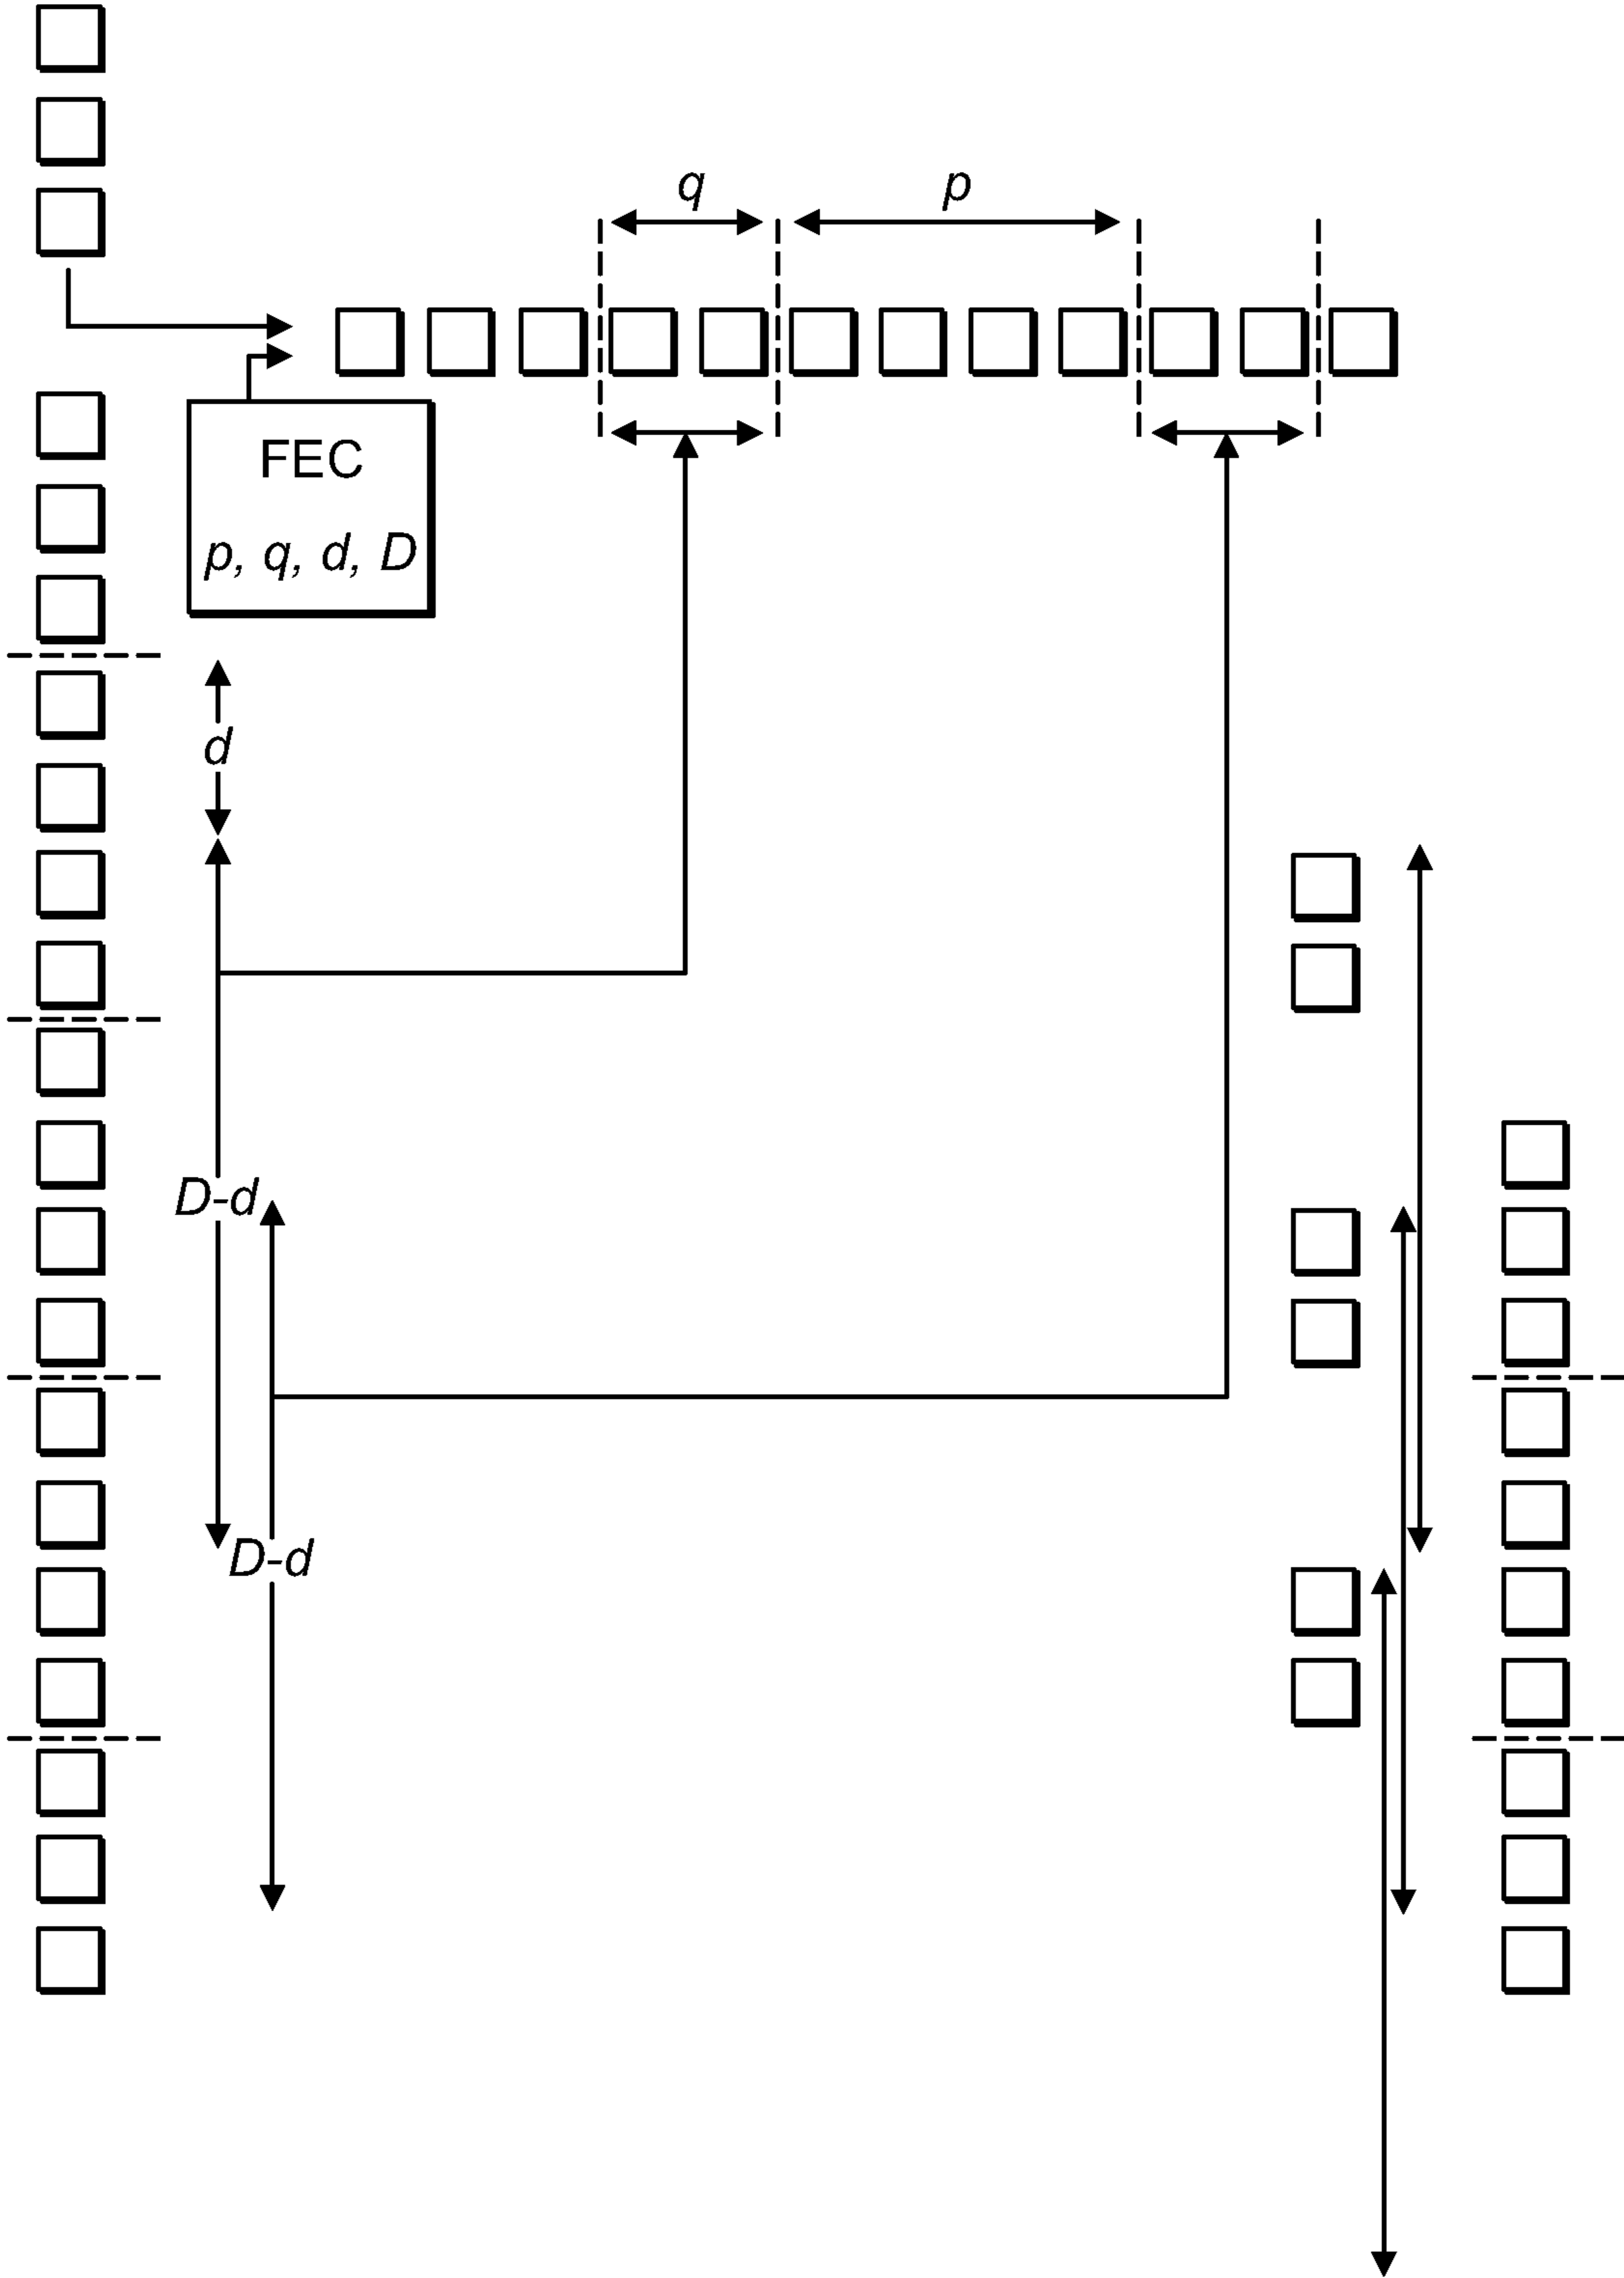 q
p
FEC
p, q, d, D
d
D-d
D-d